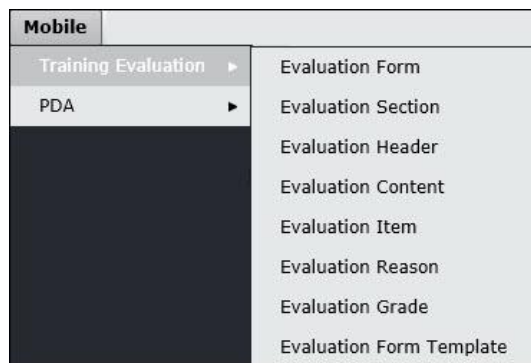 Mobile
Training Evaluation
PDA
Evaluation Form
Evaluation Section
Evaluation Header
Evaluation Content
Evaluation Item
Evaluation Reason
Evaluation Grade
Evaluation Form Template